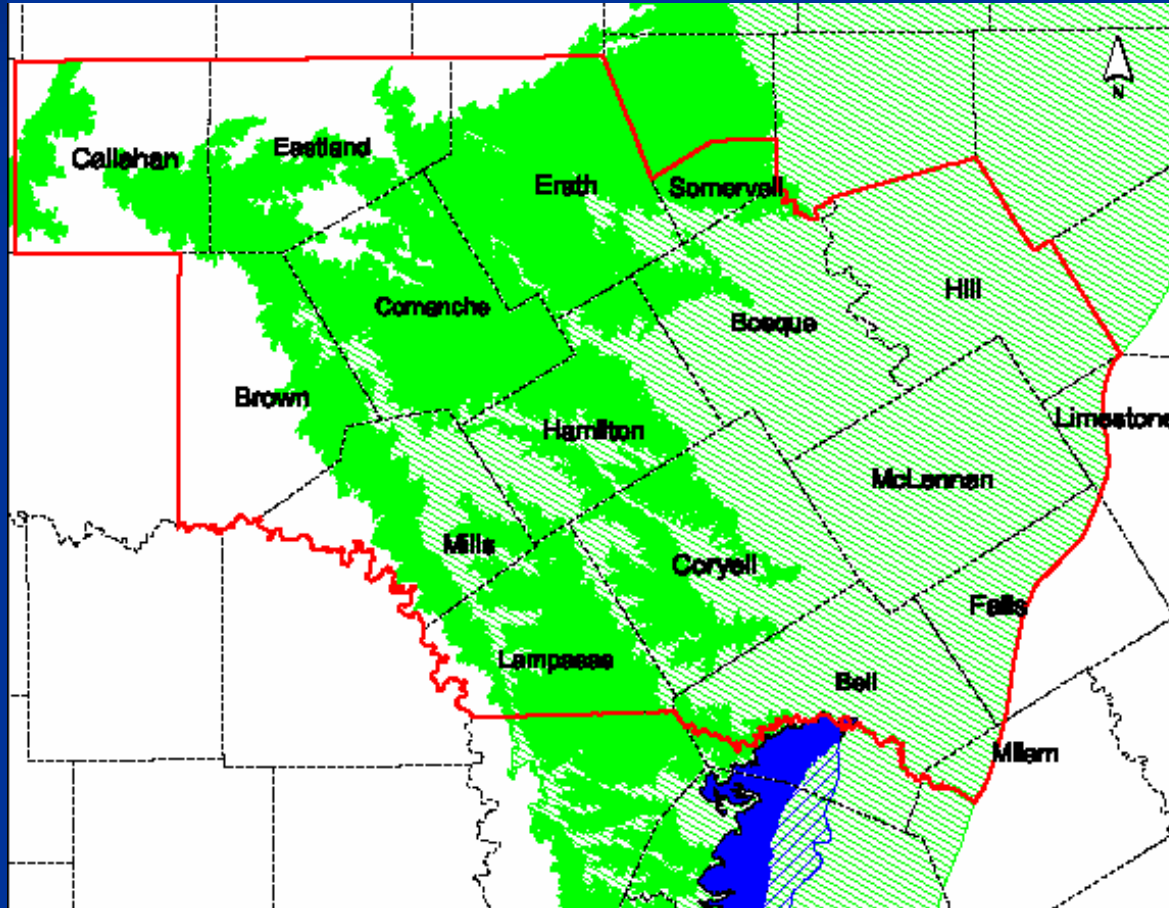 N
Eastland
Callahan
Erath
Somervell
Hill
Comanche
Bosque
Brown
Limestone
Hamilton
McLennan
Mills
Coryell
Falls
Lampasas
Bell
Milam